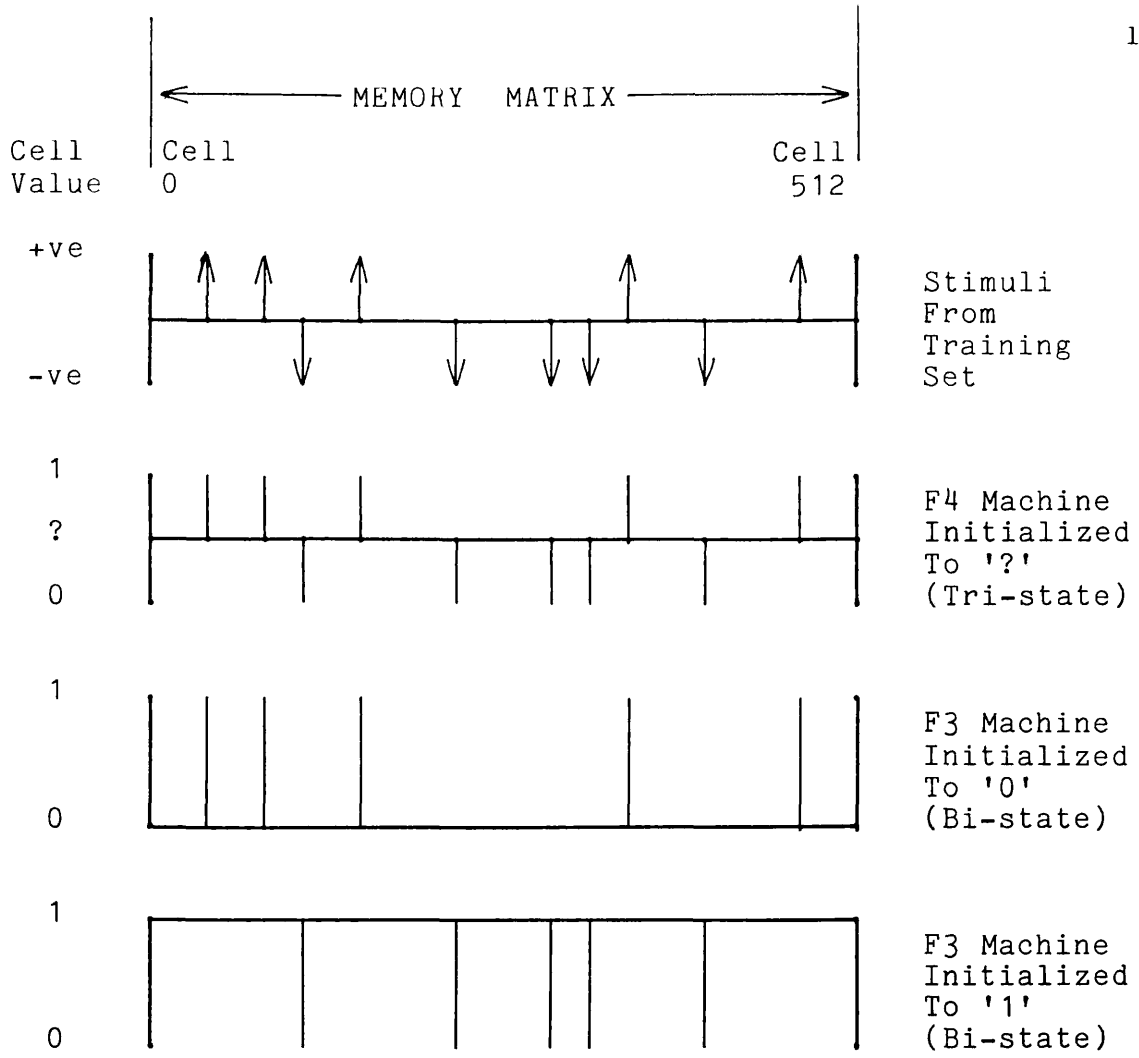 1
MEMORY MATRIX
Cell Cell Cell
Value 0 512
+ve
-ve
Stimuli
From
Training
Set
1
?
0
F4 Machine
Initialized
To '?'
(Tri-state)
1
0
F3 Machine
Initialized
To '0'
(Bi-state)
1
0
F3 Machine
Initialized
To '1'
(Bi-state)